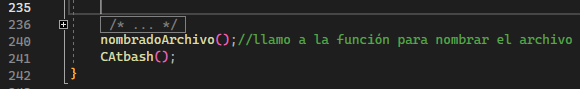 235
236 /* ... */
240 nombradoArchivo();//llamo a la función para nombrar el archivo
241 CAtbash();
242 }